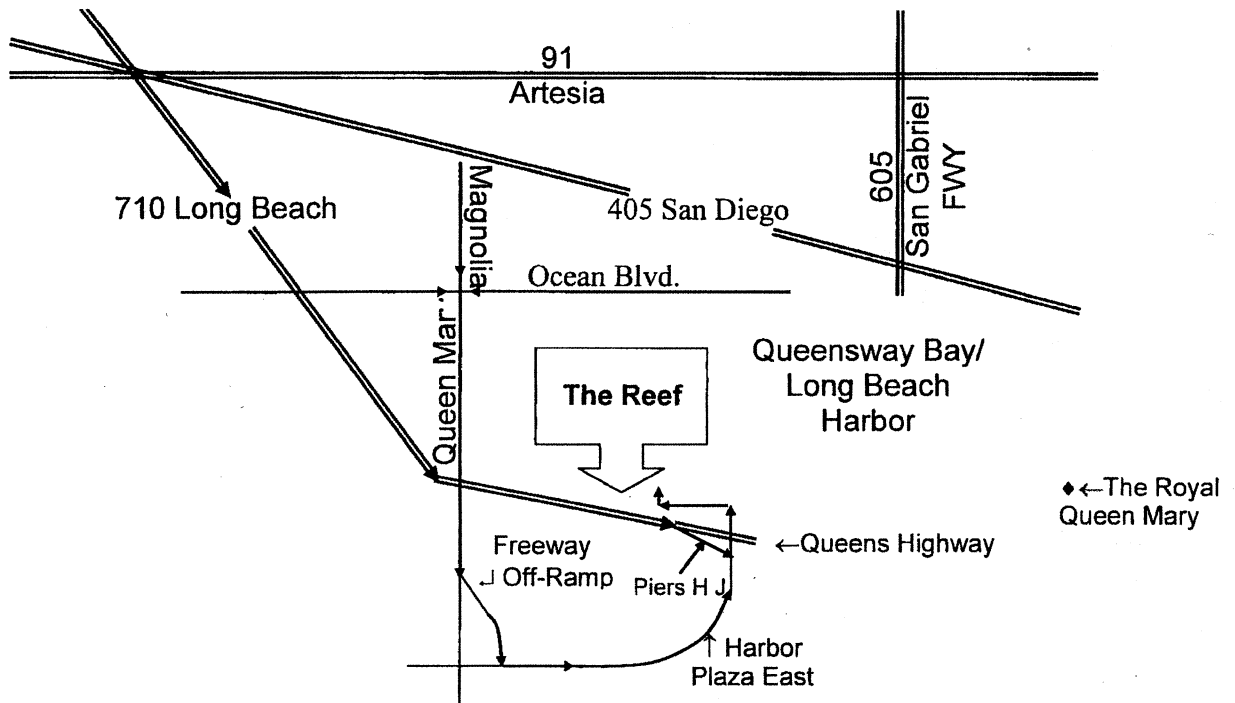 91
Artesia
605
San Gabriel
FWY
Magnolia
710 Long Beach
405 San Diego
Ocean Blvd.
Queen Mar
The Reef
Queensway Bay/
Long Beach
Harbor
←The Royal
Queen Mary
←Queens Highway
Freeway
Off-Ramp
Piers H J
Harbor
Plaza East